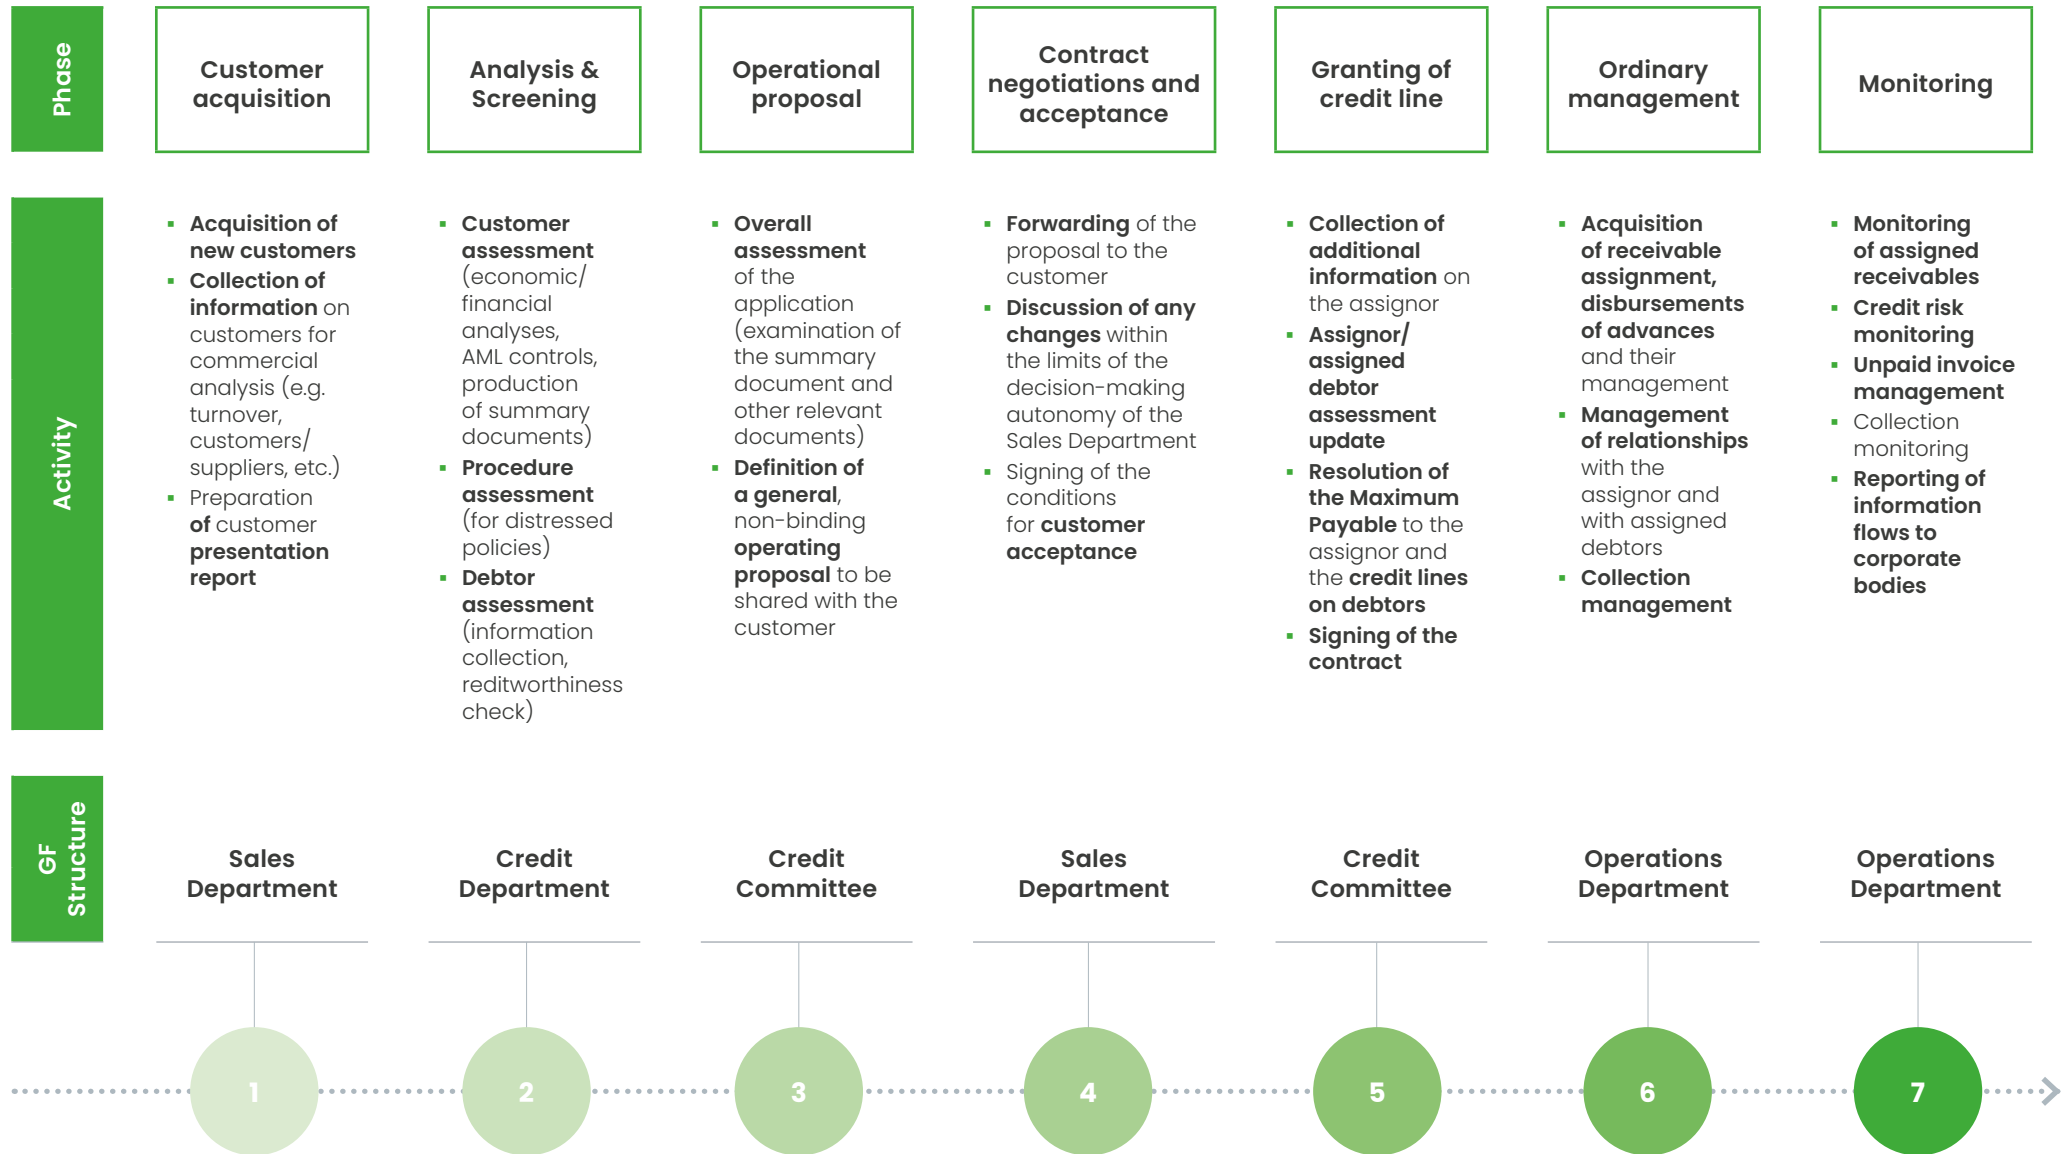 Phase
Customer
acquisition
Analysis &
Screening
Operational
proposal
Contract
negotiations and
acceptance
Granting of
credit line
Ordinary
management
Monitoring
Activity
▪ Acquisition of
new customers
▪ Collection of
information on
customers for
commercial
analysis (e.g.
turnover,
customers/
suppliers, etc.)
▪ Preparation
of customer
presentation
report
▪ Customer
assessment
(economic/
financial
analyses,
AML controls,
production
of summary
documents)
▪ Procedure
assessment
(for distressed
policies)
▪ Debtor
assessment
(information
collection,
reditworthiness
check)
▪ Overall
assessment
of the
application
(examination of
the summary
document and
other relevant
documents)
▪ Definition of
a general,
non-binding
operating
proposal to be
shared with the
customer
▪ Forwarding of the
proposal to the
customer
▪ Discussion of any
changes within
the limits of the
decision-making
autonomy of the
Sales Department
▪ Signing of the
conditions
for customer
acceptance
▪ Collection of
additional
information on
the assignor
▪ Assignor/
assigned
debtor
assessment
update
▪ Resolution of
the Maximum
Payable to the
assignor and
the credit lines
on debtors
▪ Signing of the
contract
▪ Acquisition
of receivable
assignment,
disbursements
of advances
and their
management
▪ Management
of relationships
with the
assignor and
with assigned
debtors
▪ Collection
management
▪ Monitoring
of assigned
receivables
▪ Credit risk
monitoring
▪ Unpaid invoice
management
▪ Collection
monitoring
▪ Reporting of
information
flows to
corporate
bodies
GF
Structure
Sales
Department
Credit
Department
Credit
Committee
Sales
Department
Credit
Committee
Operations
Department
Operations
Department
1
2
3
4
5
6
7